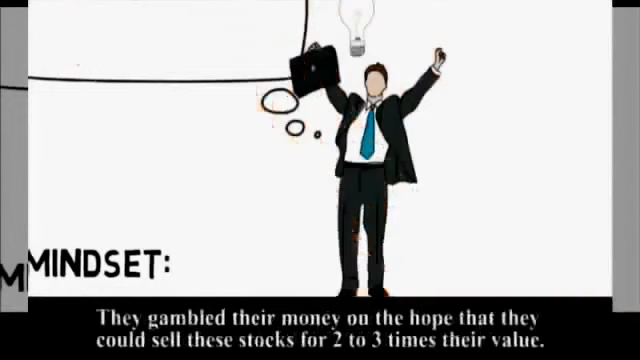 MINDSET:
M
They gambled their money on the hope that they
could sell these stocks for 2 to 3 times their value.